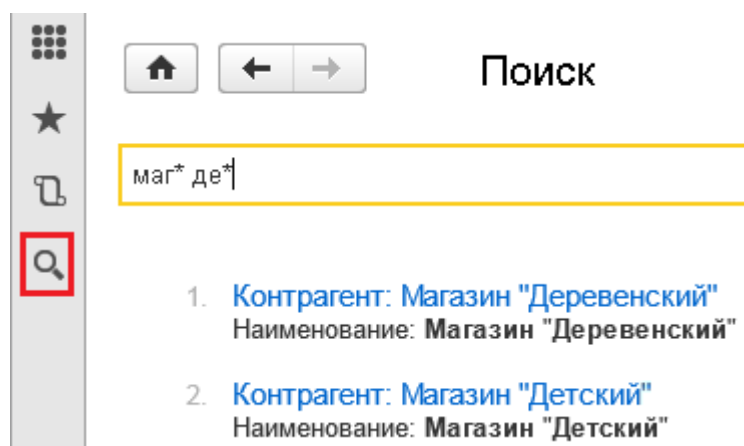 Поиск
маг* де*
1. Контрагент: Магазин "Деревенский"
Наименование: Магазин "Деревенский"
2. Контрагент: Магазин "Детский"
Наименование: Магазин "Детский"